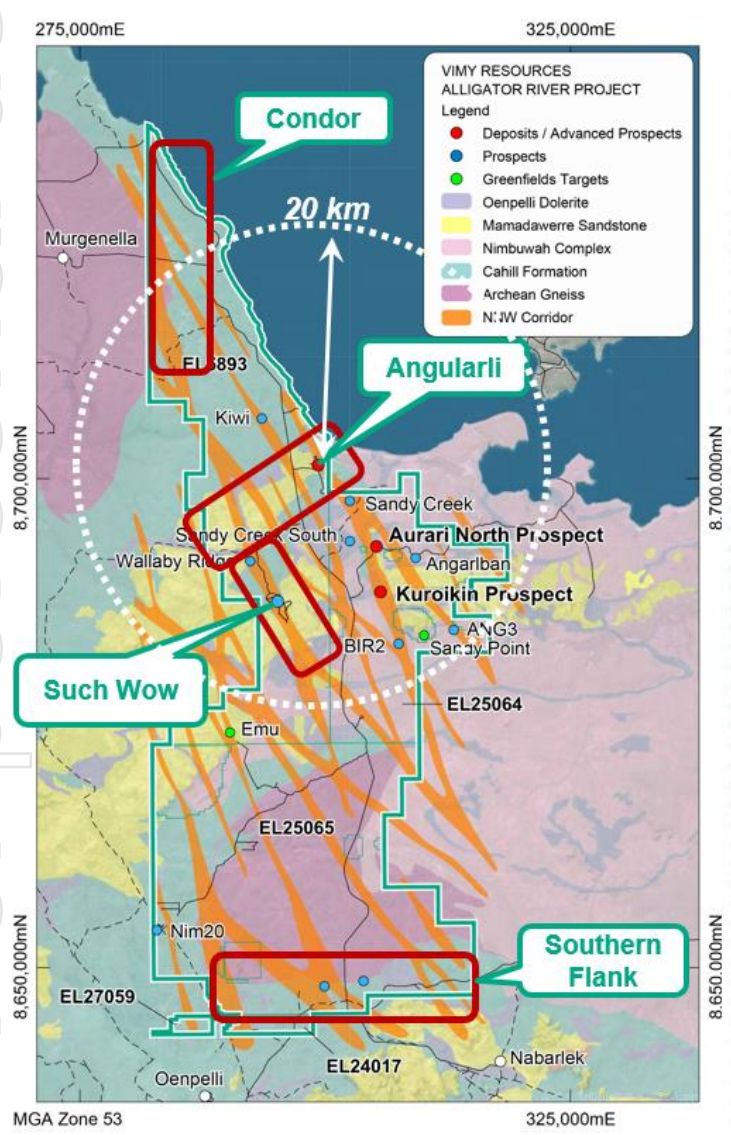 275,000mE
325,000mE
VIMY RESOURCES
ALLIGATOR RIVER PROJECT
Legend
Deposits / Advanced Prospects
Prospects
Greenfields Targets
Oenpelli Dolerite
Mamadawerre Sandstone
Nimbuwah Complex
Cahill Formation
Archean Gneiss
NNW Corridor
Condor
20 km
Murgenella
Angularli
EL5893
Kiwi
8,700,000mN
8,700,000mN
Sandy Creek
Sandy Creek South
Aurari North Prospect
Wallaby Ridge
Angarlban
Kuroikin Prospect
ANG3
BIR2
Sandy Point
Such Wow
EL25064
Emu
EL25065
Nim20
Southern
Flank
8,650,000mN
8,650,000mN
EL27059
EL24017
Nabarlek
Oenpelli
MGA Zone 53
325,000mE